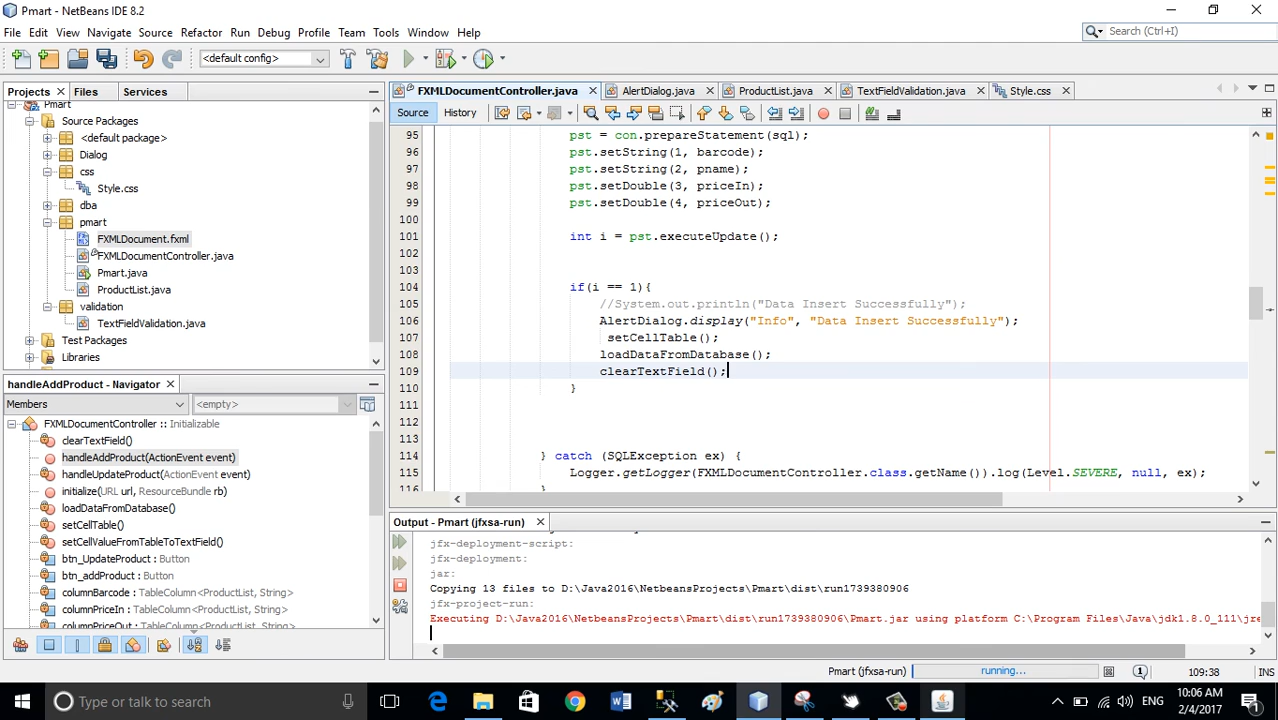 Pmart - NetBeans IDE 8.2
File Edit View Navigate Source Refactor Run Debug Profile Team Tools Window Help
Search (Ctrl+I)
<default config>
Projects Files Services
FXMLDocumentController.java AlertDialog.java ProductList.java TextFieldValidation.java Style.css
Source History
Pmart
Source Packages
<default package>
Dialog
css
Style.css
dba
pmart
FXMLDocument.fxml
FXMLDocumentController.java
Pmart.java
ProductList.java
validation
TextFieldValidation.java
Test Packages
Libraries
95 pst = con.prepareStatement(sql);
96 pst.setString(1, barcode);
97 pst.setString(2, pname);
98 pst.setDouble(3, priceIn);
99 pst.setDouble(4, priceOut);
100
101 int i = pst.executeUpdate();
102
103
104 if(i == 1){
105 //System.out.println("Data Insert Successfully");
106 AlertDialog.display("Info", "Data Insert Successfully");
107 setCellTable();
108 loadDataFromDatabase();
109 clearTextField();
110 }
111
112
113
114 } catch (SQLException ex) {
115 Logger.getLogger(FXMLDocumentController.class.getName()).log(Level.SEVERE, null, ex);
116 }
handleAddProduct - Navigator
Members <empty>
FXMLDocumentController :: Initializable
clearTextField()
handleAddProduct(ActionEvent event)
handleUpdateProduct(ActionEvent event)
initialize(URL url, ResourceBundle rb)
loadDataFromDatabase()
setCellTable()
setCellValueFromTableToTextField()
btn_UpdateProduct : Button
btn_addProduct : Button
columnBarcode : TableColumn<ProductList, String>
columnPriceIn : TableColumn<ProductList, String>
columnPriceOut : TableColumn<ProductList, String>
Output - Pmart (jfxsa-run)
jfx-deployment-script:
jfx-deployment:
jar:
Copying 13 files to D:\Java2016\NetbeansProjects\Pmart\dist\run1739380906
jfx-project-run:
Executing D:\Java2016\NetbeansProjects\Pmart\dist\run1739380906\Pmart.jar using platform C:\Program Files\Java\jdk1.8.0_111\jre
Pmart (jfxsa-run) running... 1 109:38 INS
Type or talk to search
ENG
10:06 AM
2/4/2017